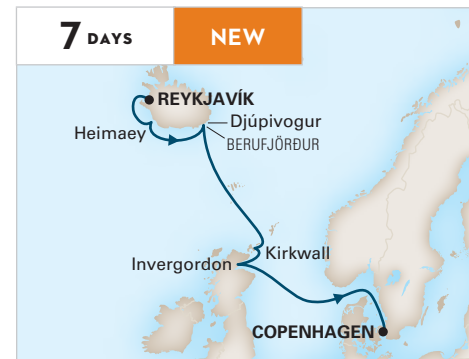 7 DAYS
NEW
REYKJAVÍK
Heimaey
Djúpivogur
BERUFJÖRÐUR
Kirkwall
Invergordon
COPENHAGEN